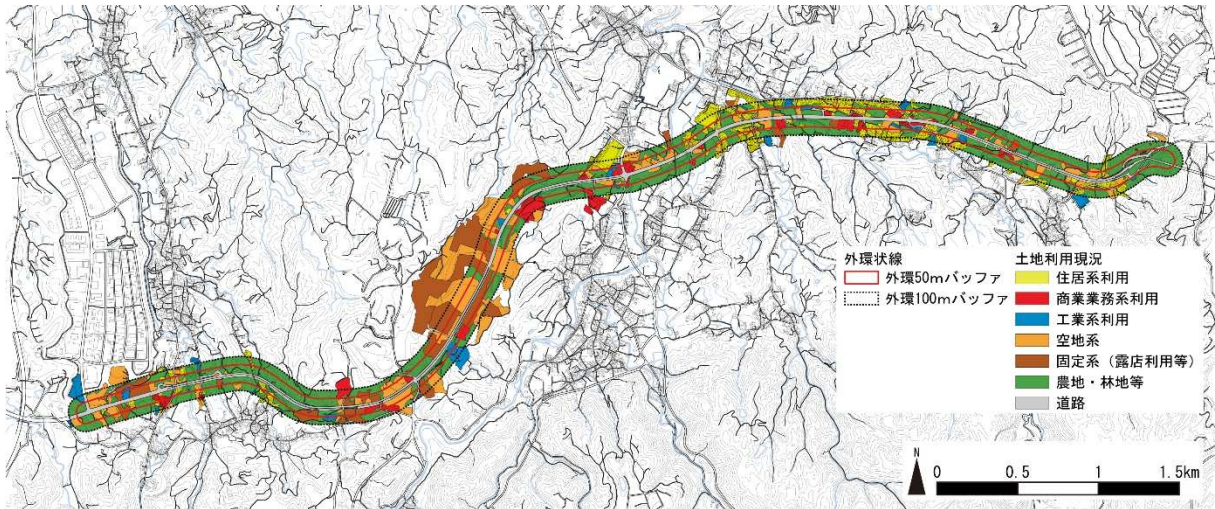 外環状線
外環50mバッファ
外環100mバッファ
土地利用現況
住居系利用
商業業務系利用
工業系利用
空地系
固定系（露店利用等）
農地・林地等
道路
N
0 0.5 1 1.5km